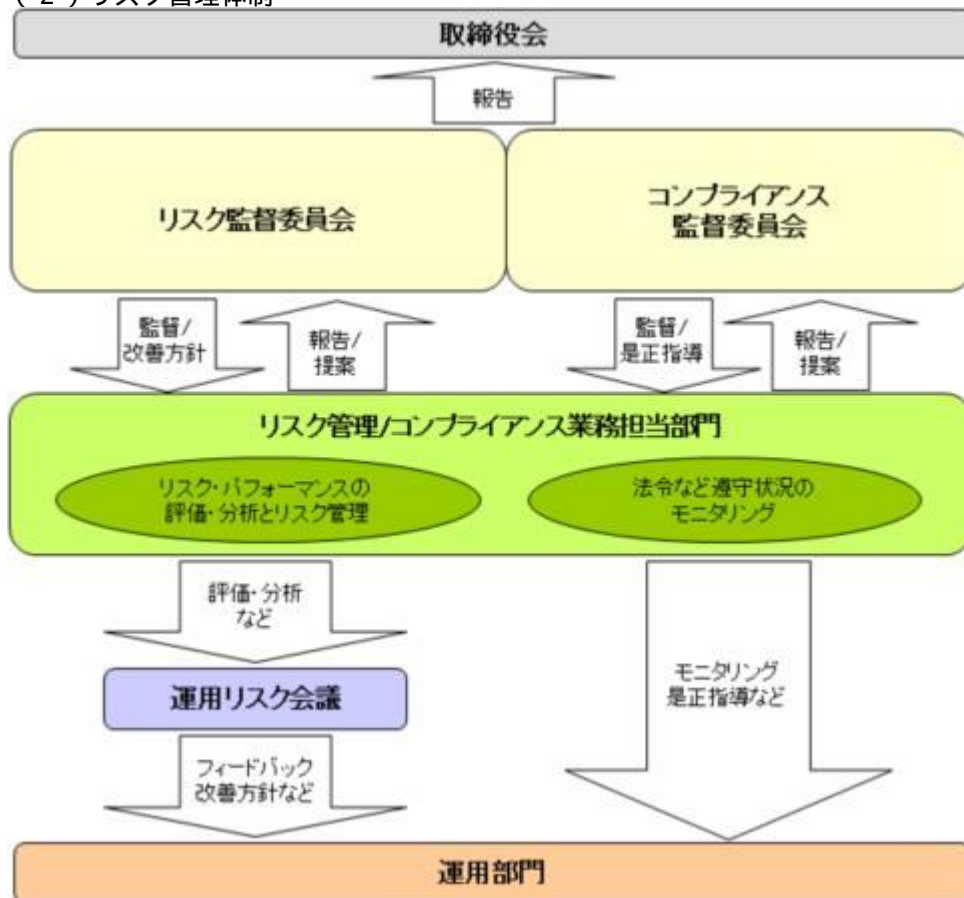 (2)リスク管理体制
取締役会
報告
リスク監督委員会
コンプライアンス
監督委員会
監督/
改善方針
報告/
提案
監督/
是正指導
報告/
提案
リスク管理/コンプライアンス業務担当部門
リスク・パフォーマンスの
評価・分析とリスク管理
法令など遵守状況の
モニタリング
評価・分析
など
運用リスク会議
モニタリング
是正指導など
フィードバック
改善方針など
運用部門